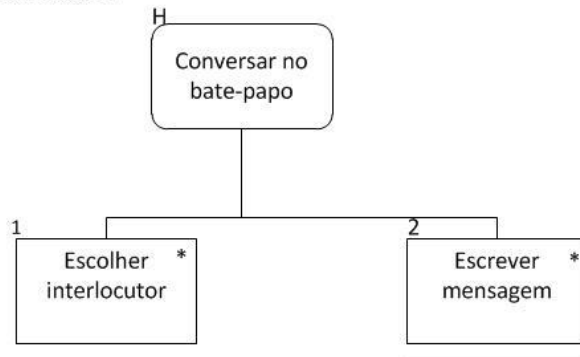 H
Conversar no
bate-papo
1
Escolher *
interlocutor
2
Escrever *
mensagem